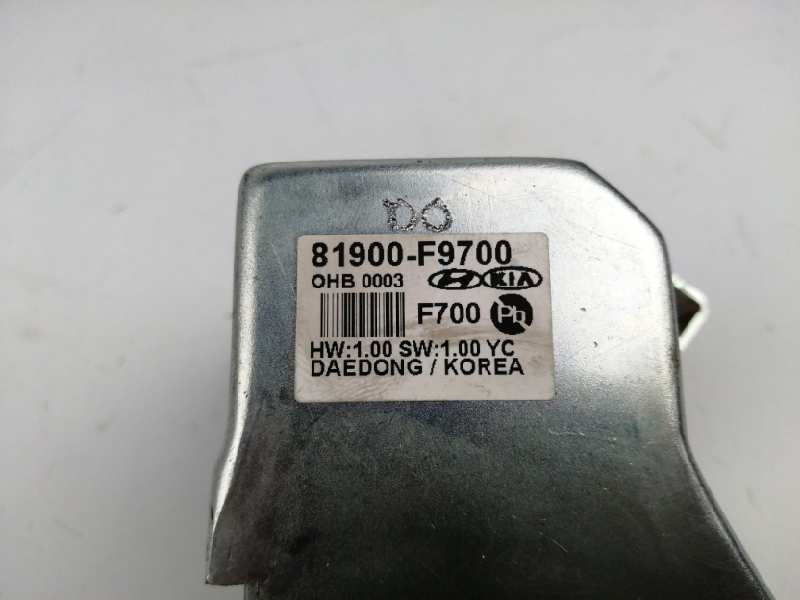 DO
81900-F9700
OHB 0003 KIA
F700 Pb
HW:1.00 SW:1.00 YC
DAEDONG / KOREA